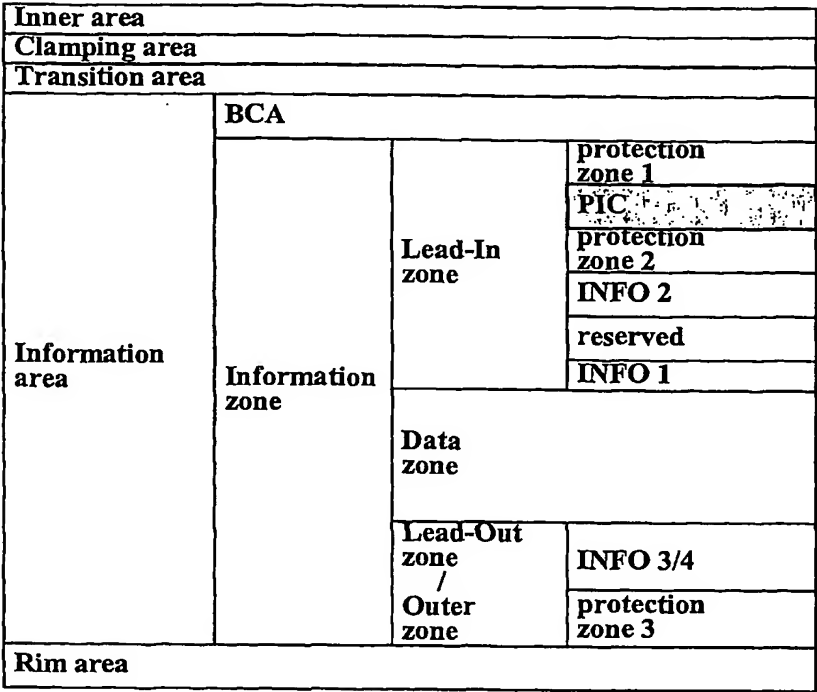 Inner area
Clamping area
Transition area
BCA
Information
area
Information
zone
Lead-In
zone
protection
zone 1
PIC
protection
zone 2
INFO 2
reserved
INFO 1
Data
zone
Lead-Out
zone
/
Outer
zone
INFO 3/4
protection
zone 3
Rim area